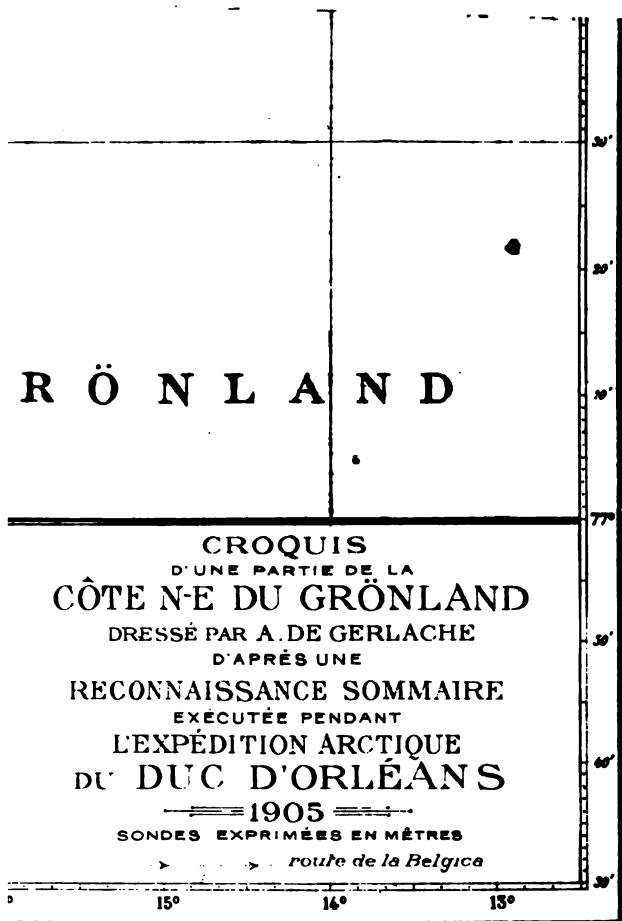 30'
20'
RÖNLAND
10'
77°
CROQUIS
D'UNE PARTIE DE LA
CÔTE N-E DU GRÖNLAND
DRESSÉ PAR A. DE GERLACHE
50'
D'APRÈS UNE
RECONNAISSANCE SOMMAIRE
EXÉCUTÉE PENDANT
L'EXPÉDITION ARCTIQUE
40'
DU DUC D'ORLÉANS
1905
SONDES EXPRIMÉES EN MÈTRES
route de la Belgica
30'
15° 14° 13°